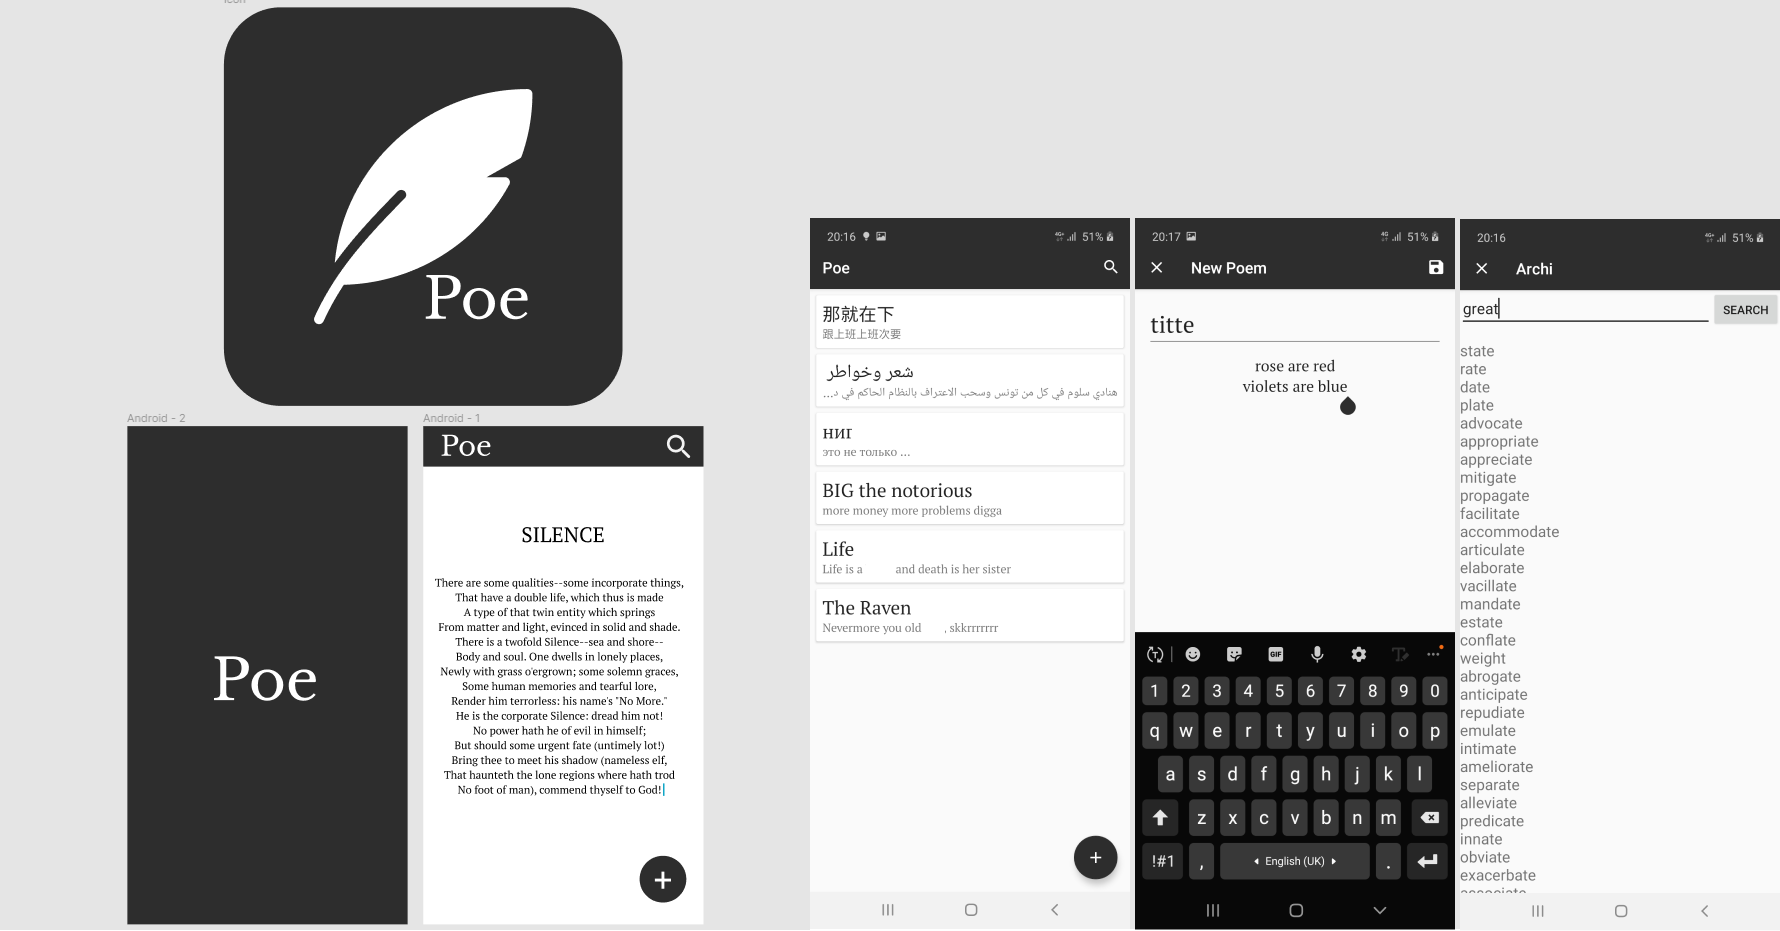 Icon
Poe
Android - 2
Poe
Android - 1
Poe
SILENCE
There are some qualities--some incorporate things,
That have a double life, which thus is made
A type of that twin entity which springs
From matter and light, evinced in solid and shade.
There is a twofold Silence--sea and shore--
Body and soul. One dwells in lonely places,
Newly with grass o'ergrown; some solemn graces,
Some human memories and tearful lore,
Render him terrorless: his name's "No More."
He is the corporate Silence: dread him not!
No power hath he of evil in himself;
But should some urgent fate (untimely lot!)
Bring thee to meet his shadow (nameless elf,
That haunteth the lone regions where hath trod
No foot of man), commend thyself to God!
+
20:16 51%
Poe
那就在下
跟上班上班次要
شعر وخواطر
هنادي سلوم في كل من تونس وسحب الاعتراف بالنظام الحاكم في د...
ниг
это не только ...
BIG the notorious
more money more problems digga
Life
Life is a and death is her sister
The Raven
Nevermore you old , skkrrrrrrr
+
20:17 4G 51%
New Poem
titte
rose are red
violets are blue
GIF
1 2 3 4 5 6 7 8 9 0
q w e r t y u i o p
a s d f g h j k l
z x c v b n m
!#1 , English (UK) .
20:16 51%
Archi
great SEARCH
state
rate
date
plate
advocate
appropriate
appreciate
mitigate
propagate
facilitate
accommodate
articulate
elaborate
vacillate
mandate
estate
conflate
weight
abrogate
anticipate
repudiate
emulate
intimate
ameliorate
separate
alleviate
predicate
innate
obviate
exacerbate
associate